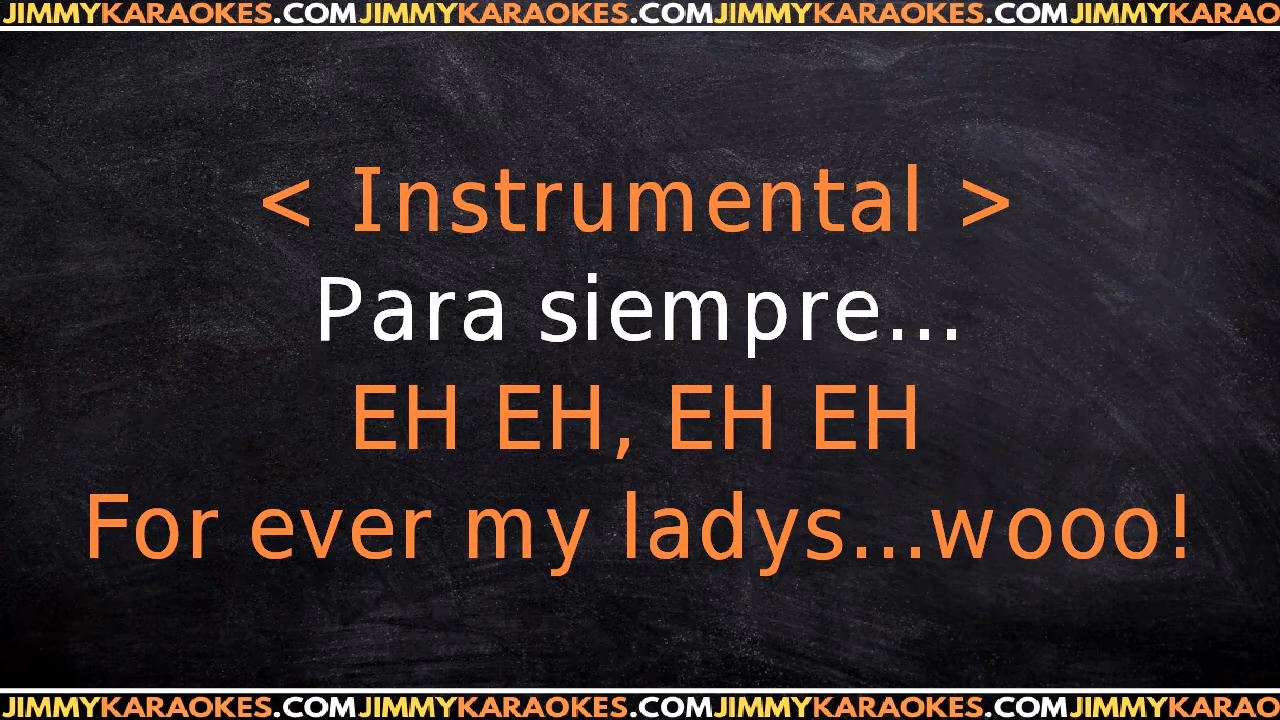 JIMMYKARAOKES.COMJIMMYKARAOKES.COMJIMMYKARAOKES.COMJIMMYKARAO
< Instrumental >
Para siempre...
EH EH, EH EH
For ever my ladys...wooo!
JIMMYKARAOKES.COMJIMMYKARAOKES.COMJIMMYKARAOKES.COMJIMMYKARAO